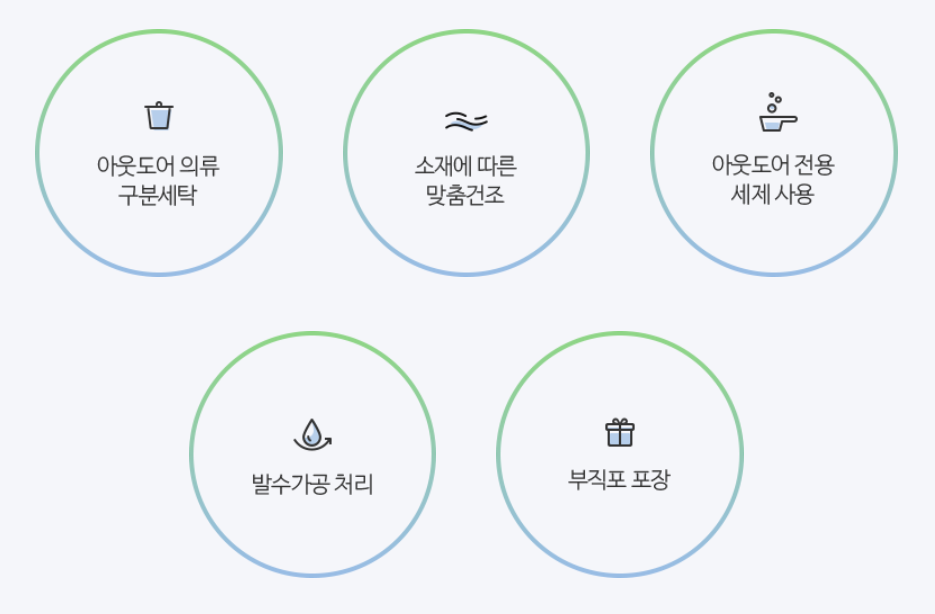 아웃도어 의류
구분세탁
소재에 따른
맞춤건조
아웃도어 전용
세제 사용
발수가공 처리
부직포 포장